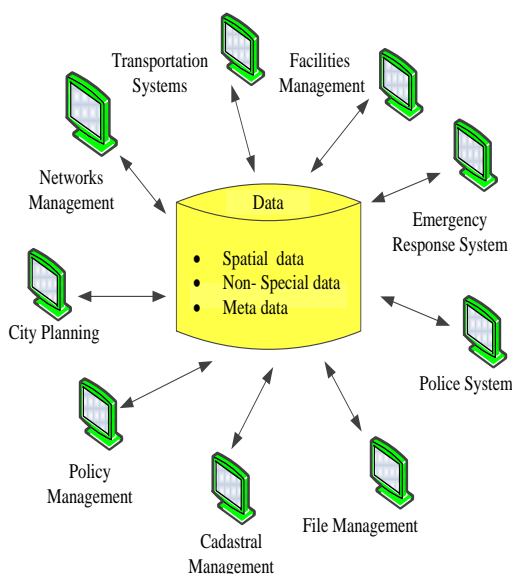 Transportation
Systems
Facilities
Management
Networks
Management
Emergency
Response System
Data
• Spatial data
• Non- Special data
• Meta data
City Planning
Police System
Policy
Management
Cadastral
Management
File Management